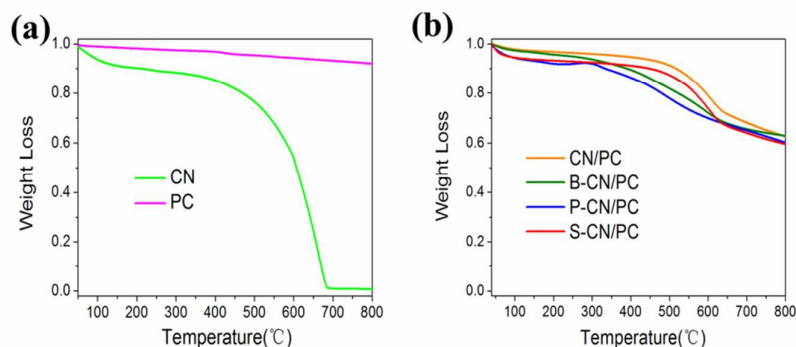 (a)
1.0
0.8
0.6
0.4
0.2
0.0
Weight Loss
CN
PC
100 200 300 400 500 600 700 800
Temperature(℃)
(b)
1.0
0.8
0.6
0.4
0.2
0.0
Weight Loss
CN/PC
B-CN/PC
P-CN/PC
S-CN/PC
100 200 300 400 500 600 700 800
Temperature(℃)